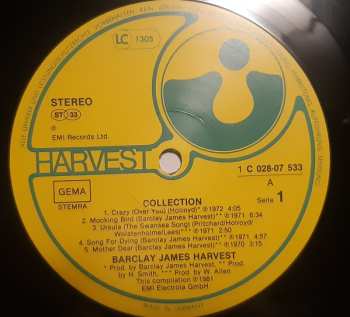 LC 1305
STEREO
ST 33
℗
EMI Records Ltd.
HARVEST
1 C 028-07 533
GEMA
STEMRA
A
Seite 1
COLLECTION
1. Crazy (Over You) (Holroyd) ℗ 1972 4:05
2. Mocking Bird (Barclay James Harvest)** ℗ 1971 6:34
3. Ursula (The Swansea Song) (Pritchard/Holroyd/
Wolstenholme/Lees)** ℗ 1971
4. Song For Dying (Barclay James Harvest)** ℗ 1971
5. Mother Dear (Barclay James Harvest)** ℗ 1970 3:15
BARCLAY JAMES HARVEST
* Prod. by Barclay James Harvest, ** Prod.
by N. Smith, *** Prod. by W. Allen
This compilation ℗ 1981
EMI Electrola GmbH